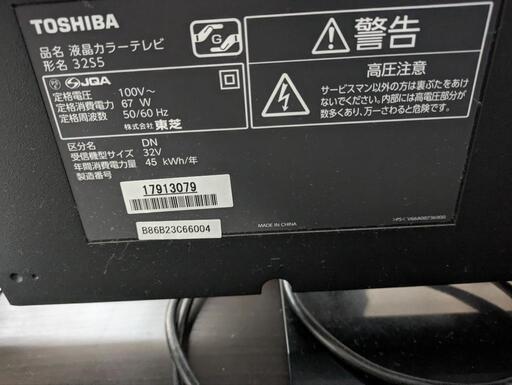 TOSHIBA
品名 液晶カラーテレビ
形名 32S5
JQA
定格電圧: 100V～
定格消費電力: 67 W
定格周波数: 50/60 Hz
株式会社 東芝
区分名: DN
受信機型サイズ: 32V
年間消費電力量: 45 kWh/年
製造番号:
17913079
B86B23C66004
G
警告
高圧注意
サービスマン以外の方は裏ぶたをあけ
ないでください。内部には高電圧部分が
数多くあり、万一さわると危険です。
MADE IN CHINA
>PS<